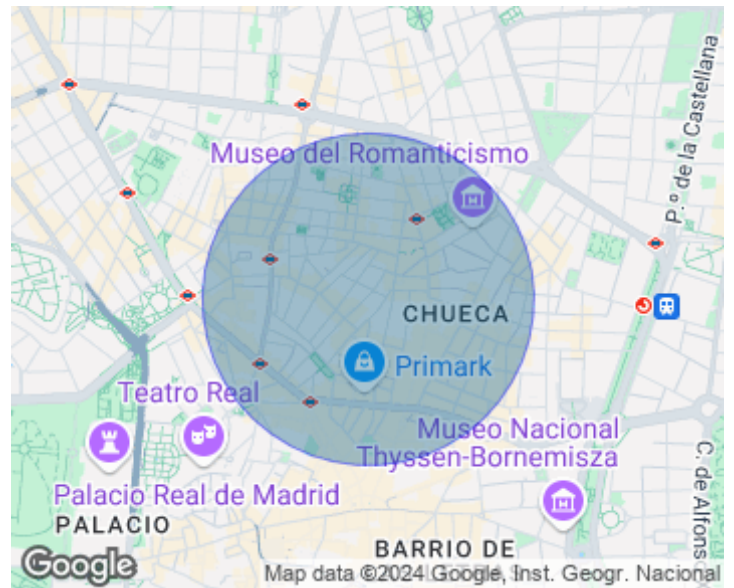 P.º de la Castellana
Museo del Romanticismo
CHUECA
Primark
Teatro Real
Museo Nacional
Thyssen-Bornemisza
Palacio Real de Madrid
PALACIO
C. de Alfonso
BARRIO DE
Google
Map data ©2024 Google, Inst. Geogr. Nacional